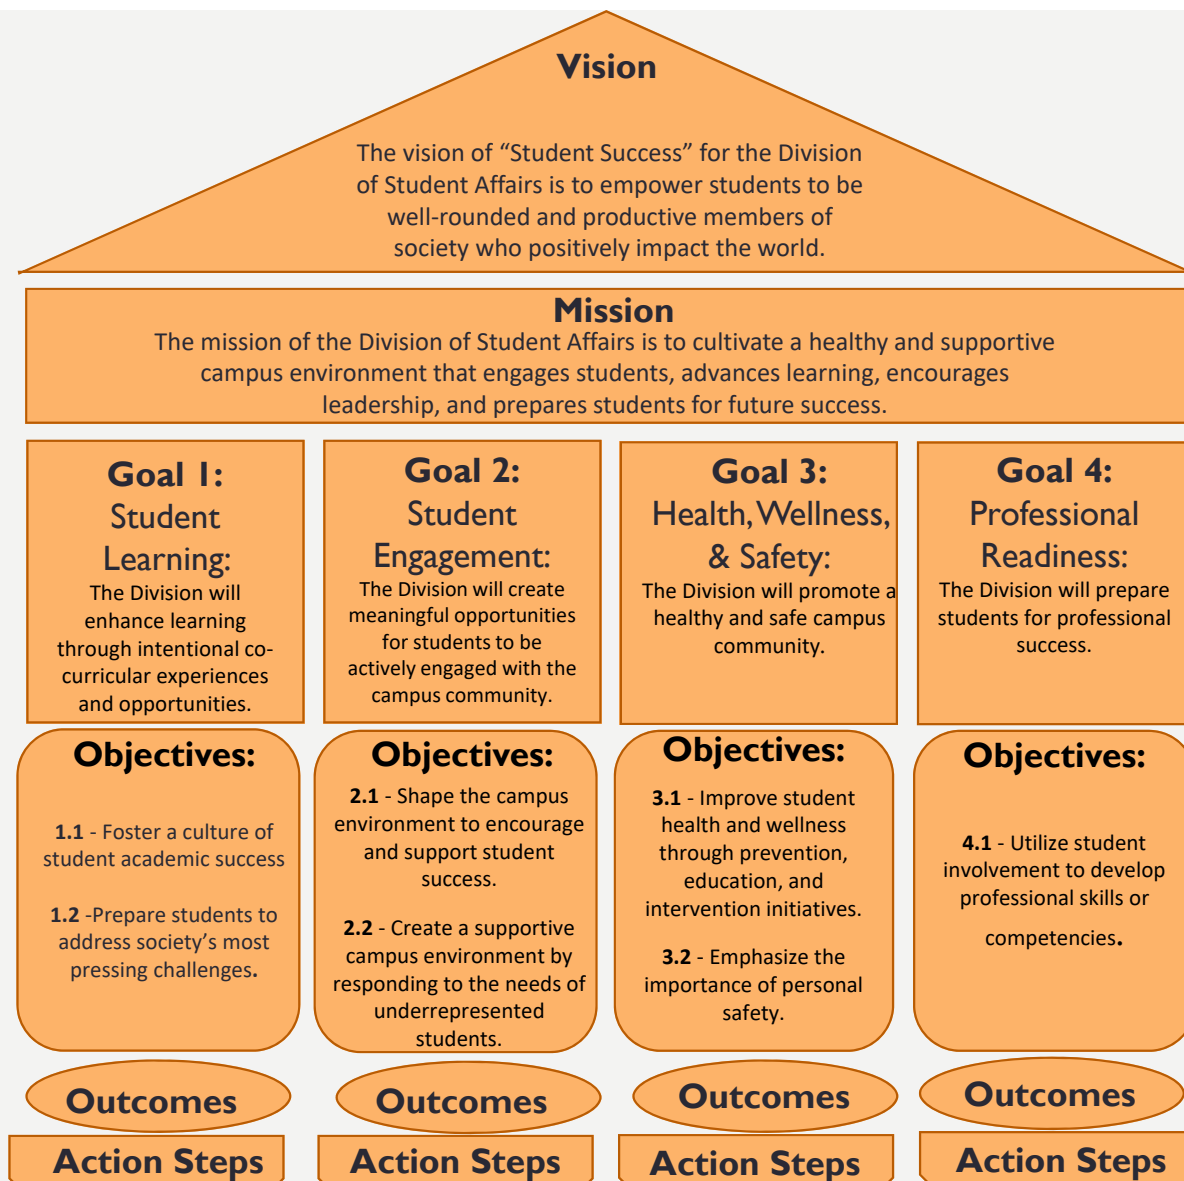 Vision
The vision of “Student Success” for the Division
of Student Affairs is to empower students to be
well-rounded and productive members of
society who positively impact the world.
Mission
The mission of the Division of Student Affairs is to cultivate a healthy and supportive
campus environment that engages students, advances learning, encourages
leadership, and prepares students for future success.
Goal 1:
Student
Learning:
The Division will
enhance learning
through intentional co-
curricular experiences
and opportunities.
Goal 2:
Student
Engagement:
The Division will create
meaningful opportunities
for students to be
actively engaged with the
campus community.
Goal 3:
Health, Wellness,
& Safety:
The Division will promote a
healthy and safe campus
community.
Goal 4:
Professional
Readiness:
The Division will prepare
students for professional
success.
Objectives:
1.1 - Foster a culture of
student academic success
1.2 -Prepare students to
address society’s most
pressing challenges.
Objectives:
2.1 - Shape the campus
environment to encourage
and support student
success.
2.2 - Create a supportive
campus environment by
responding to the needs of
underrepresented
students.
Objectives:
3.1 - Improve student
health and wellness
through prevention,
education, and
intervention initiatives.
3.2 - Emphasize the
importance of personal
safety.
Objectives:
4.1 - Utilize student
involvement to develop
professional skills or
competencies.
Outcomes
Outcomes
Outcomes
Outcomes
Action Steps
Action Steps
Action Steps
Action Steps